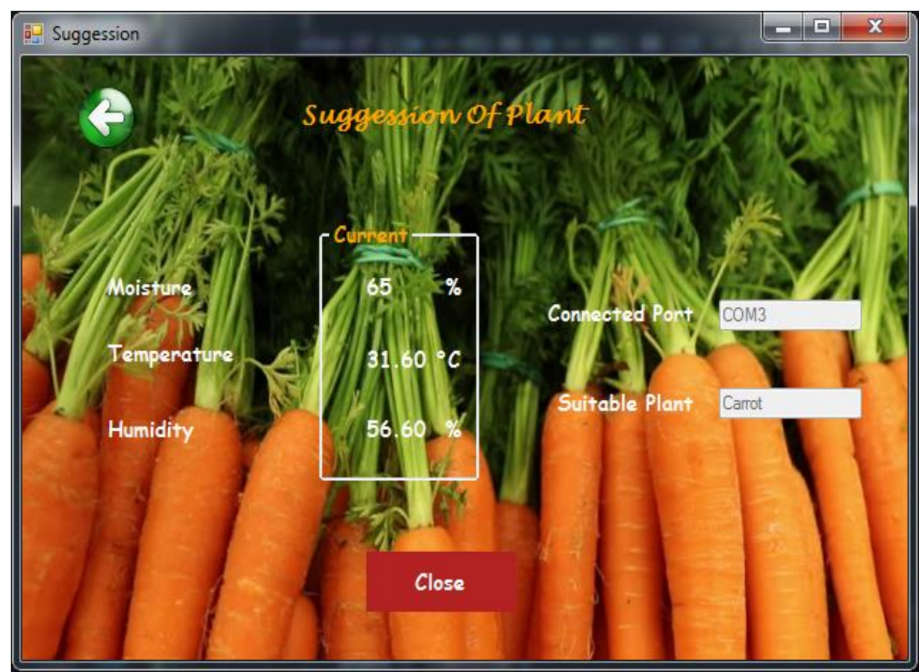 Suggession
Suggession Of Plant
Current
Moisture 65 %
Connected Port COM3
Temperature 31.60 °C
Suitable Plant Carrot
Humidity 56.60 %
Close